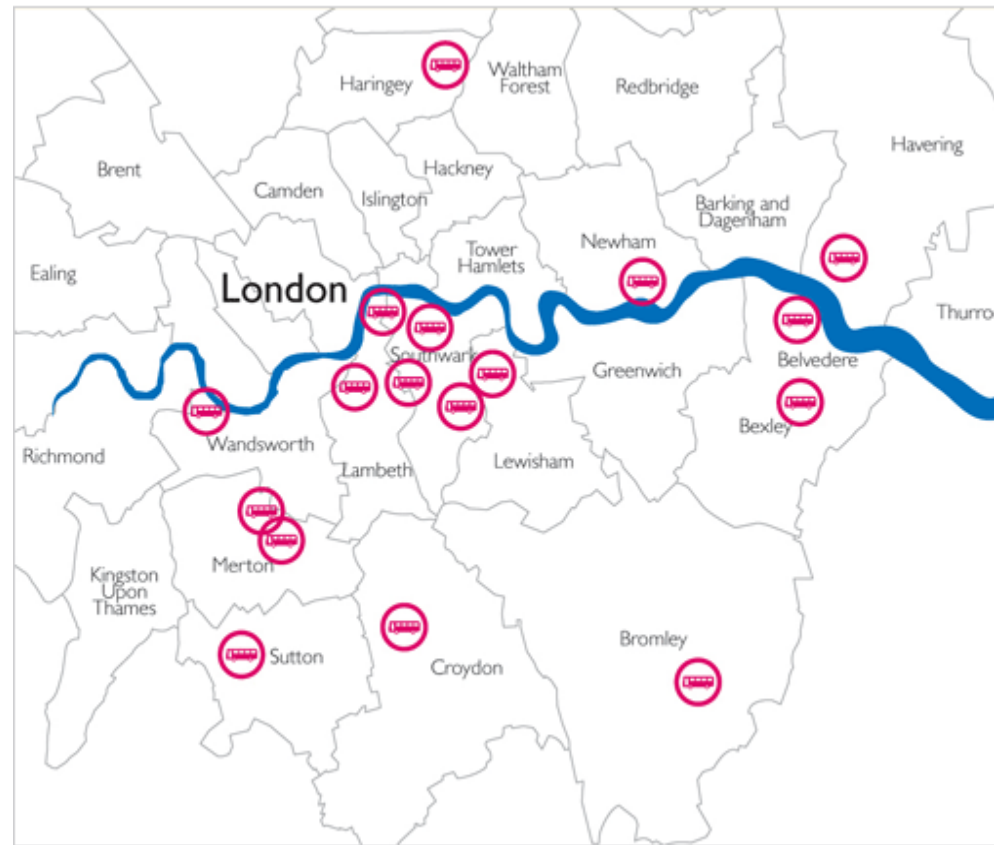 Haringey
Waltham
Forest
Redbridge
Havering
Brent
Camden
Islington
Hackney
Barking and
Dagenham
Ealing
London
Tower
Hamlets
Newham
Thurro
Southwark
Greenwich
Belvedere
Richmond
Wandsworth
Lambeth
Lewisham
Bexley
Merton
Kingston
Upon
Thames
Sutton
Croydon
Bromley